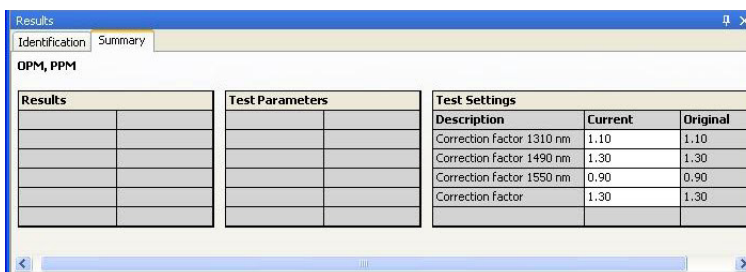 Results
Identification Summary
OPM, PPM
Results Test Parameters Test Settings
Description Current Original
Correction factor 1310 nm 1.10 1.10
Correction factor 1490 nm 1.30 1.30
Correction factor 1550 nm 0.90 0.90
Correction factor 1.30 1.30